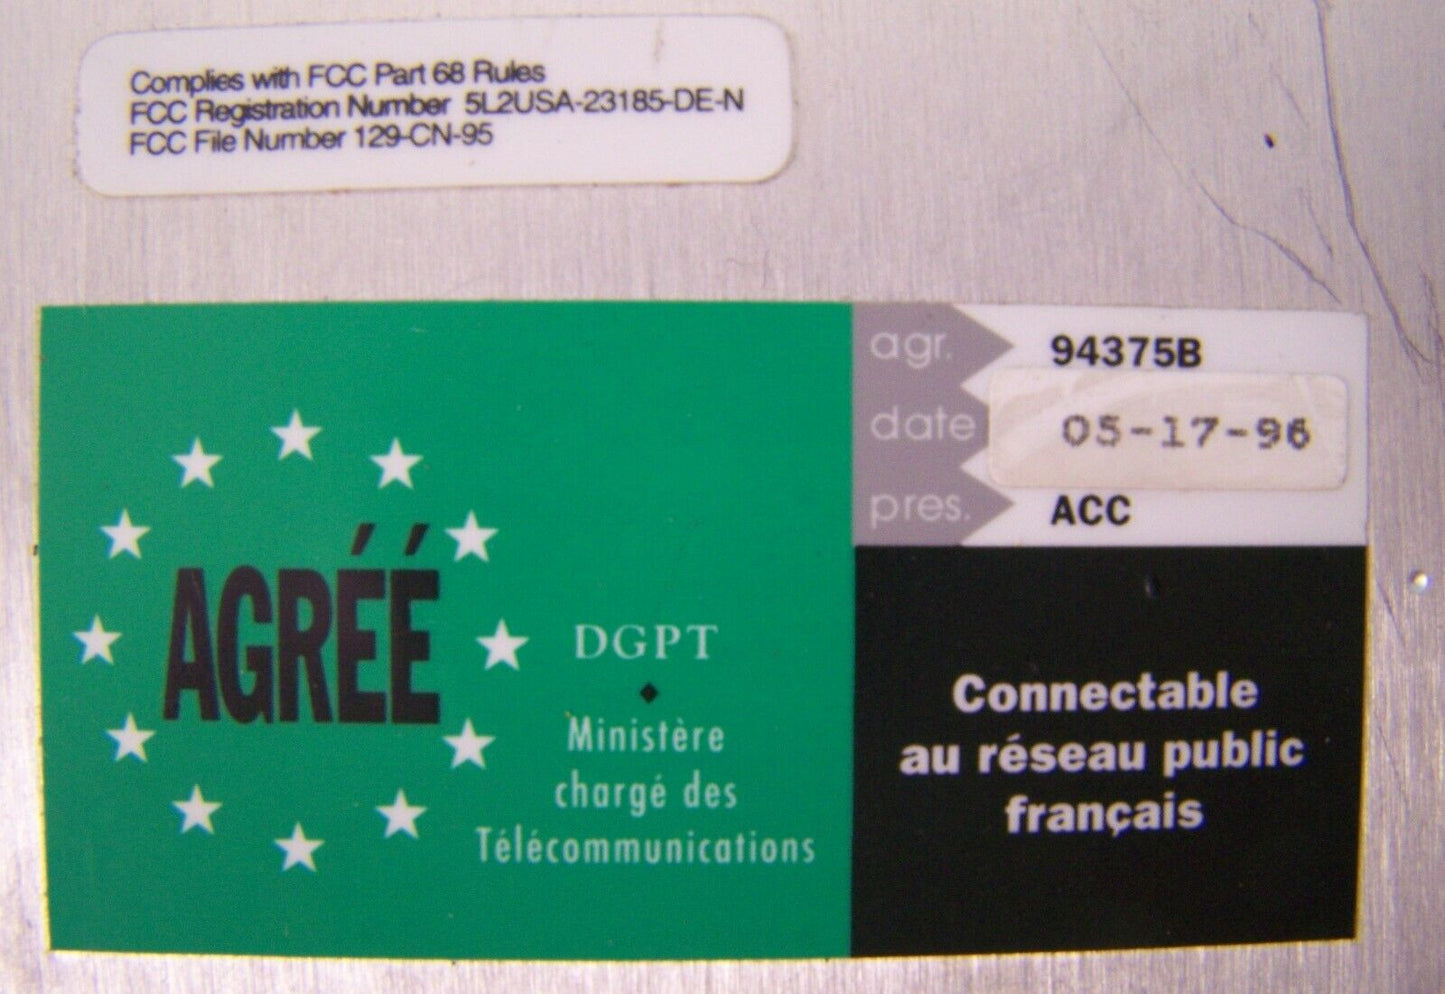 Complies with FCC Part 68 Rules
FCC Registration Number 5L2USA-23185-DE-N
FCC File Number 129-CN-95
AGRÉÉ
DGPT
Ministère
chargé des
Télécommunications
agr. 94375B
date 05-17-96
pres. ACC
Connectable
au réseau public
français